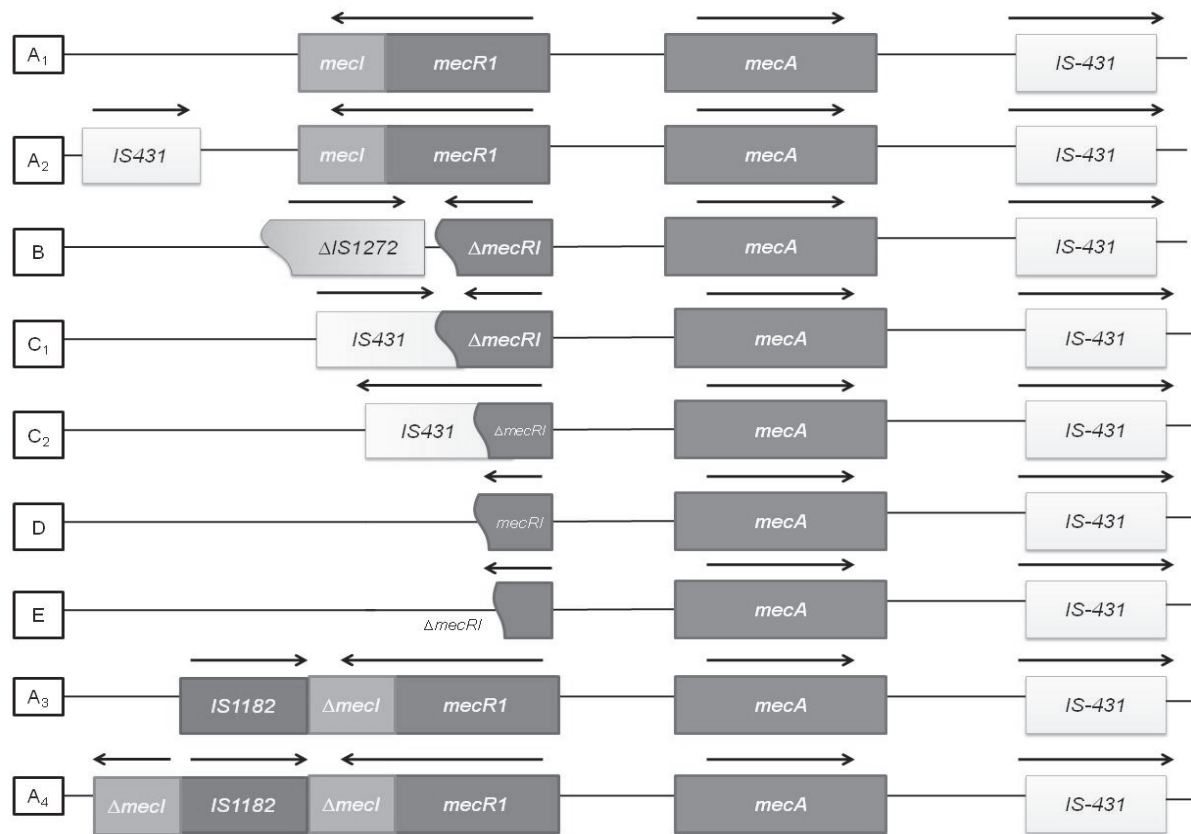 A₁ mecI mecR1 mecA IS-431
A₂ IS431 mecI mecR1 mecA IS-431
B ΔIS1272 ΔmecRI mecA IS-431
C₁ IS431 ΔmecRI mecA IS-431
C₂ IS431 ΔmecRI mecA IS-431
D mecRI mecA IS-431
E ΔmecRI mecA IS-431
A₃ IS1182 ΔmecI mecR1 mecA IS-431
A₄ ΔmecI IS1182 ΔmecI mecR1 mecA IS-431